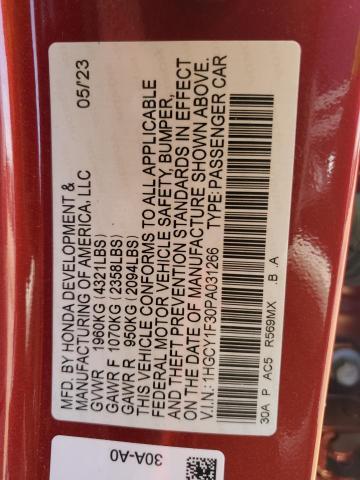 MFD. BY HONDA DEVELOPMENT & 05/23
MANUFACTURING OF AMERICA, LLC
GVWR 1960KG (4321LBS)
GAWR F 1070KG (2358LBS)
GAWR R 950KG (2094LBS)
THIS VEHICLE CONFORMS TO ALL APPLICABLE
FEDERAL MOTOR VEHICLE SAFETY, BUMPER,
AND THEFT PREVENTION STANDARDS IN EFFECT
ON THE DATE OF MANUFACTURE SHOWN ABOVE.
V.I.N.:1HGCY1F30PA031266 TYPE: PASSENGER CAR
30A P AC5 R569MX .B .A
30A-A0